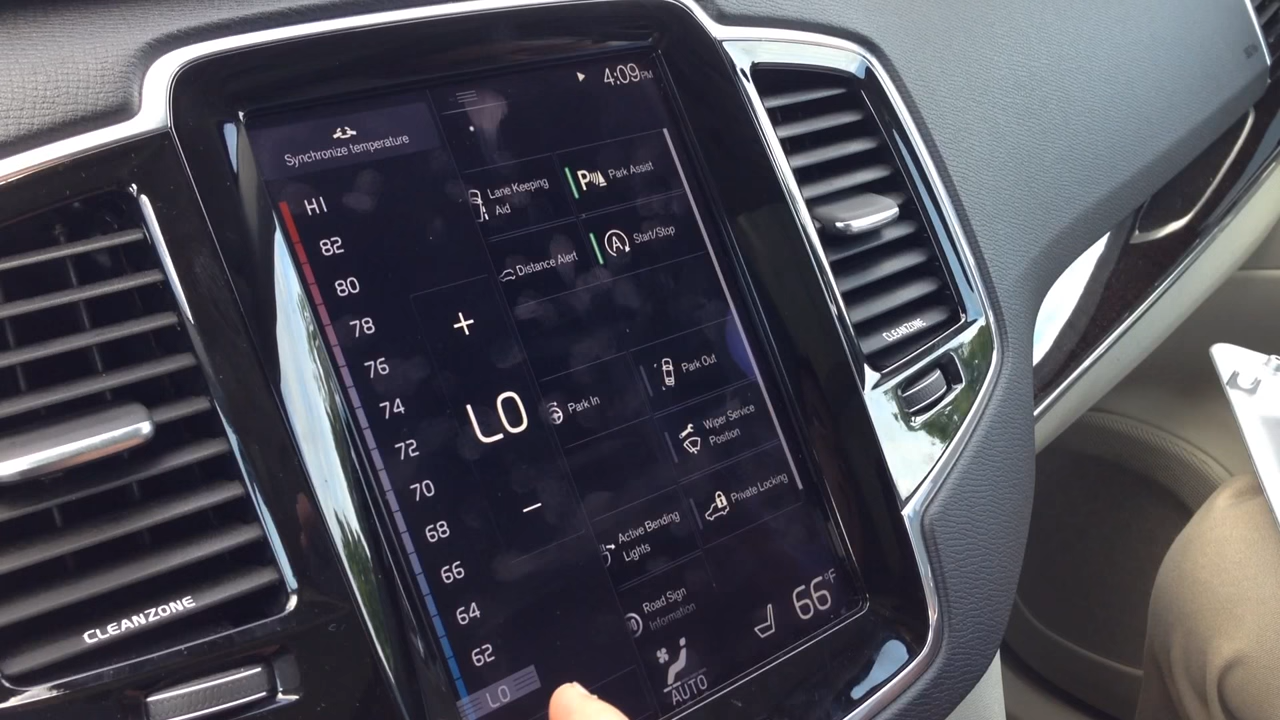 4:09PM
Synchronize temperature
HI
82
80
78
76
74
72
70
68
66
64
62
LO
+
LO
−
Lane Keeping
Aid
P Park Assist
Distance Alert
A Start/Stop
Park In
Park Out
Wiper Service
Position
Active Bending
Lights
Private Locking
Road Sign
Information
AUTO
66°F
CLEANZONE
CLEANZONE